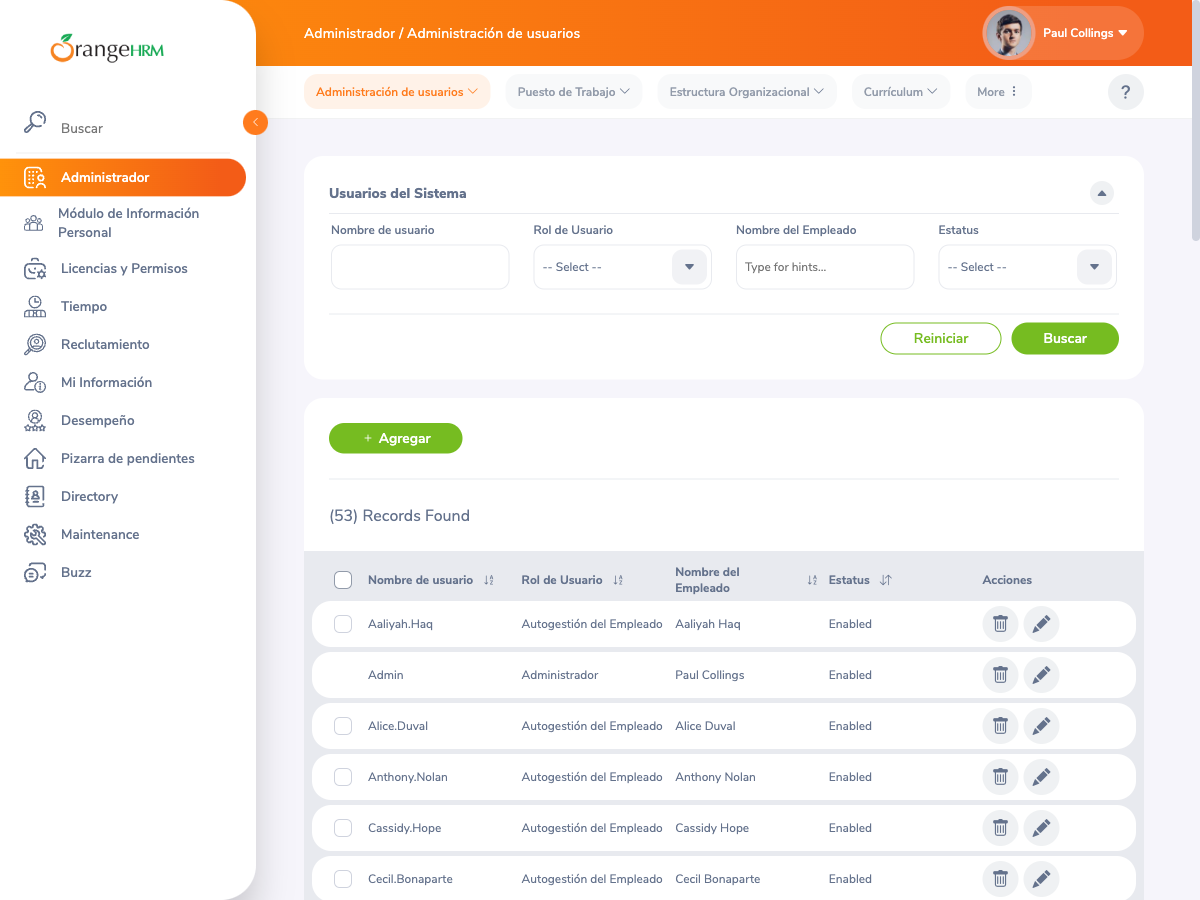 OrangeHRM
Buscar
Administrador
Módulo de Información
Personal
Licencias y Permisos
Tiempo
Reclutamiento
Mi Información
Desempeño
Pizarra de pendientes
Directory
Maintenance
Buzz
Administrador / Administración de usuarios
Paul Collings
Administración de usuarios
Puesto de Trabajo
Estructura Organizacional
Currículum
More
?
Usuarios del Sistema
Nombre de usuario
Rol de Usuario
Nombre del Empleado
Estatus
-- Select --
Type for hints...
-- Select --
Reiniciar
Buscar
+ Agregar
(53) Records Found
Nombre de usuario
Rol de Usuario
Nombre del
Empleado
Estatus
Acciones
Aaliyah.Haq Autogestión del Empleado Aaliyah Haq Enabled
Admin Administrador Paul Collings Enabled
Alice.Duval Autogestión del Empleado Alice Duval Enabled
Anthony.Nolan Autogestión del Empleado Anthony Nolan Enabled
Cassidy.Hope Autogestión del Empleado Cassidy Hope Enabled
Cecil.Bonaparte Autogestión del Empleado Cecil Bonaparte Enabled